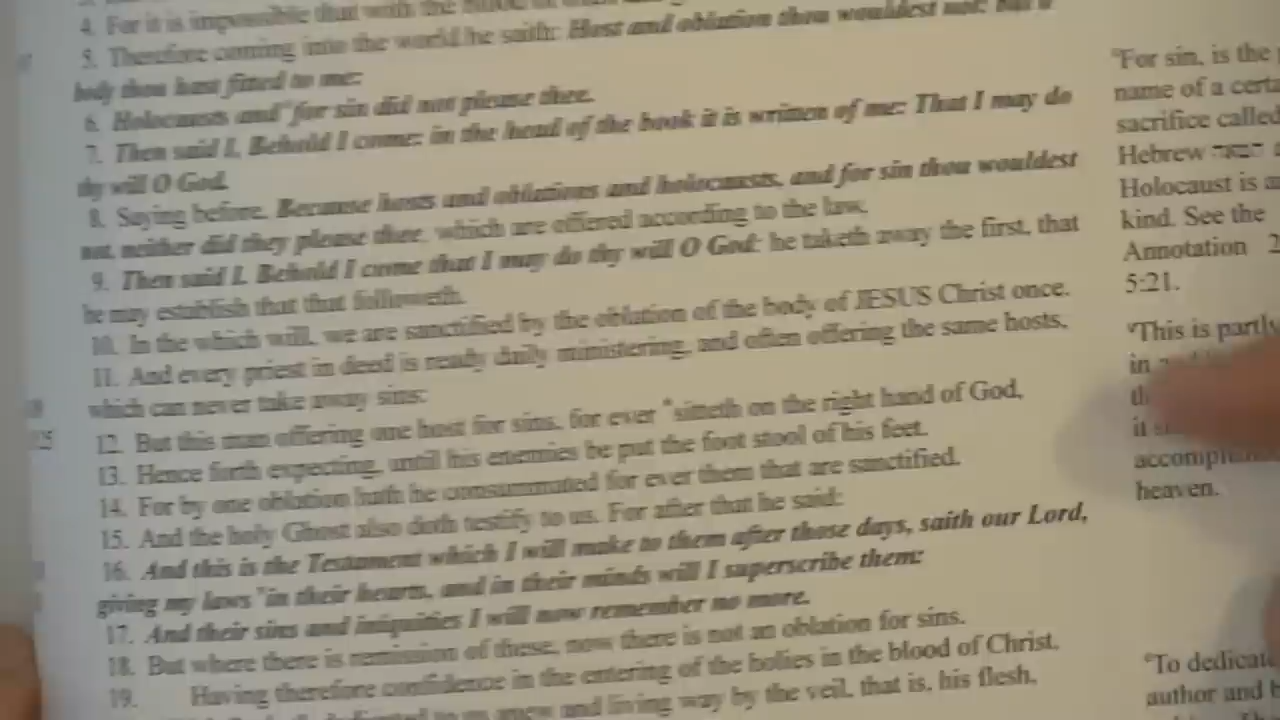 4. For it is impossible that with the blood of
5. Therefore coming into the world he saith: Host and oblation thou wouldest not: but a
body thou hast fitted to me:
6. Holocausts and "for sin did not please thee.
7. Then said I, Behold I come: in the head of the book it is written of me: That I may do
thy will O God.
8. Saying before, Because hosts and oblations and holocausts, and for sin thou wouldest
not, neither did they please thee, which are offered according to the law,
9. Then said I, Behold I come that I may do thy will O God: he taketh away the first, that
he may establish that that followeth.
10. In the which will, we are sanctified by the oblation of the body of JESUS Christ once.
11. And every priest in deed is ready daily ministering, and often offering the same hosts,
which can never take away sins:
12. But this man offering one host for sins, for ever "sitteth on the right hand of God,
13. Hence forth expecting, until his enemies be put the foot stool of his feet.
14. For by one oblation hath he consummated for ever them that are sanctified.
15. And the holy Ghost also doth testify to us. For after that he said:
16. And this is the Testament which I will make to them after those days, saith our Lord,
giving my laws "in their hearts, and in their minds will I superscribe them:
17. And their sins and iniquities I will now remember no more.
18. But where there is remission of these, now there is not an oblation for sins.
19. Having therefore confidence in the entering of the holies in the blood of Christ,
dedicated to us a new and living way by the veil, that is, his flesh,
"For sin, is the
name of a
sacrifice called
Hebrew
Holocaust is
kind. See the
Annotation
5:21.
"This is partly
in
it
heaven.
"To dedicate
author and